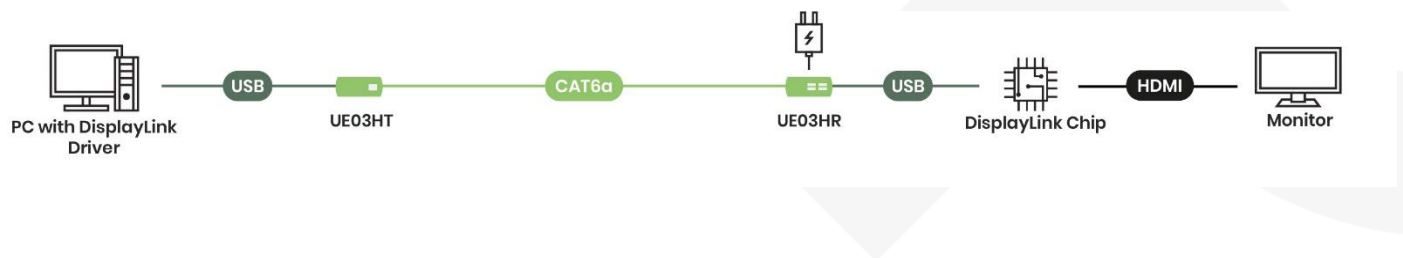 USB
CAT6a
USB
HDMI
PC with DisplayLink
Driver
UE03HT
UE03HR
DisplayLink Chip
Monitor